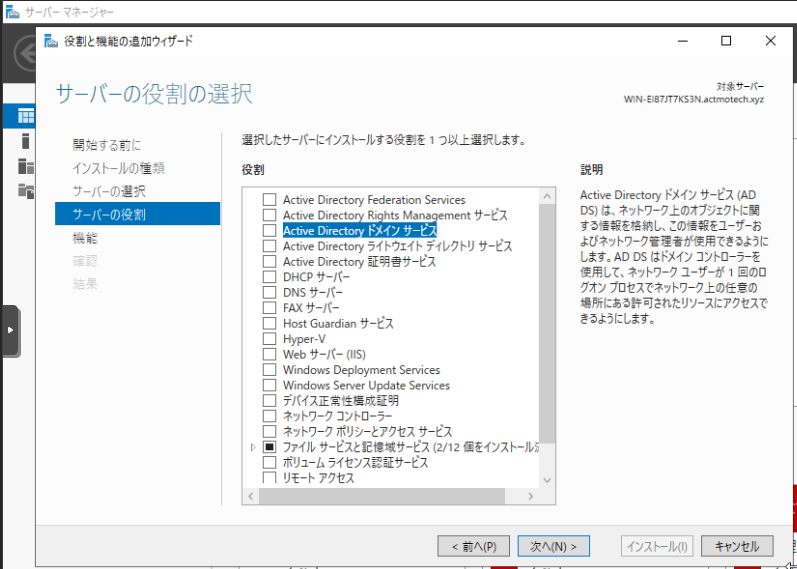 サーバー マネージャー
役割と機能の追加ウィザード
サーバーの役割の選択
対象サーバー
WIN-EI87JT7KS3N.actmotech.xyz
開始する前に
インストールの種類
サーバーの選択
サーバーの役割
機能
確認
結果
選択したサーバーにインストールする役割を 1 つ以上選択します。
役割
Active Directory Federation Services
Active Directory Rights Management サービス
Active Directory ドメイン サービス
Active Directory ライトウェイト ディレクトリ サービス
Active Directory 証明書サービス
DHCP サーバー
DNS サーバー
FAX サーバー
Host Guardian サービス
Hyper-V
Web サーバー (IIS)
Windows Deployment Services
Windows Server Update Services
デバイス正常性構成証明
ネットワーク コントローラー
ネットワーク ポリシーとアクセス サービス
ファイル サービスと記憶域サービス (2/12 個をインストール
ボリューム ライセンス認証サービス
リモート アクセス
説明
Active Directory ドメイン サービス (AD
DS) は、ネットワーク上のオブジェクトに関
する情報を格納し、この情報をユーザーお
よびネットワーク管理者が使用できるように
します。AD DS はドメイン コントローラーを
使用して、ネットワーク ユーザーが 1 回のロ
グオン プロセスでネットワーク上の任意の
場所にある許可されたリソースにアクセスで
きるようにします。
< 前へ(P)
次へ(N) >
インストール(I)
キャンセル